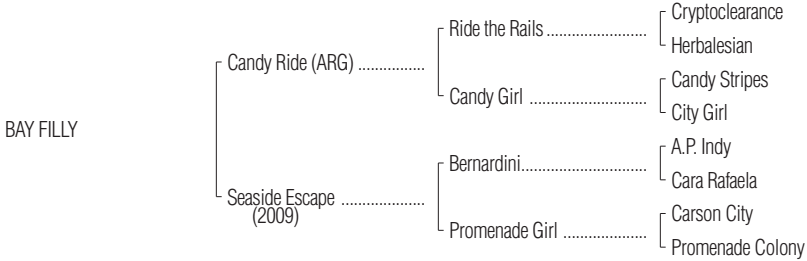 Cryptoclearance
Ride the Rails ........................
Herbalesian
Candy Ride (ARG) ................
Candy Stripes
Candy Girl ............................
City Girl
BAY FILLY
A.P. Indy
Bernardini..............................
Cara Rafaela
Seaside Escape ....................
(2009)
Carson City
Promenade Girl ....................
Promenade Colony